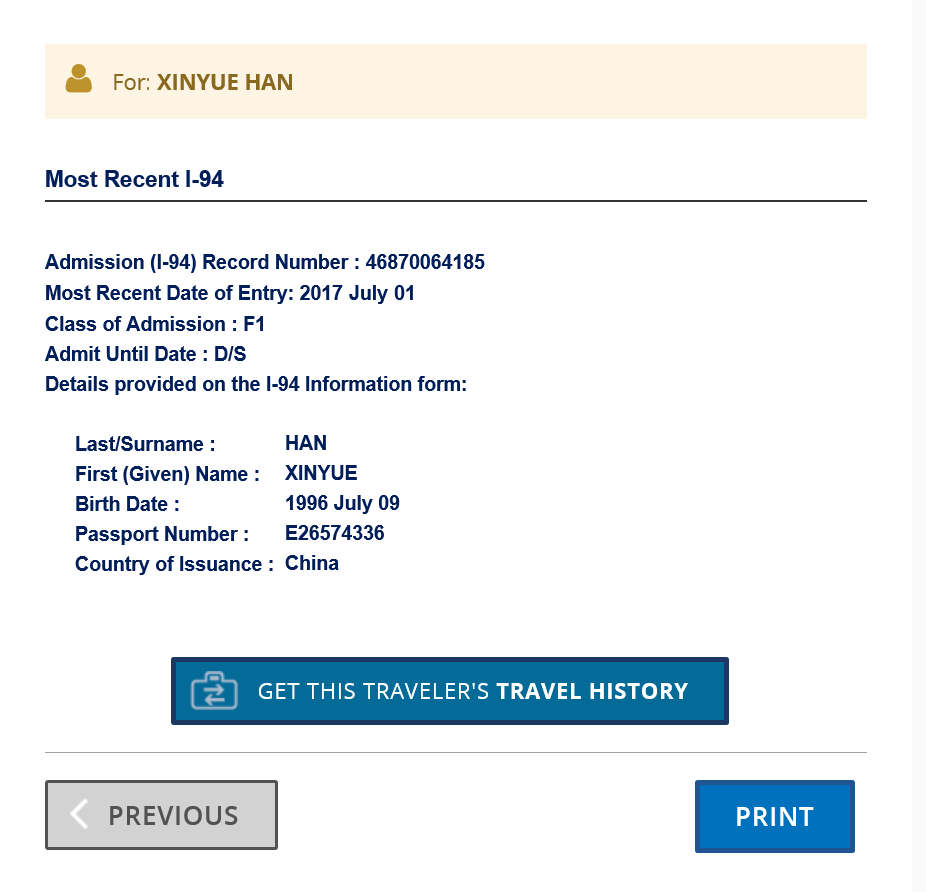 For: XINYUE HAN
Most Recent I-94
Admission (I-94) Record Number : 46870064185
Most Recent Date of Entry: 2017 July 01
Class of Admission : F1
Admit Until Date : D/S
Details provided on the I-94 Information form:
Last/Surname : HAN
First (Given) Name : XINYUE
Birth Date : 1996 July 09
Passport Number : E26574336
Country of Issuance : China
GET THIS TRAVELER'S TRAVEL HISTORY
PREVIOUS
PRINT